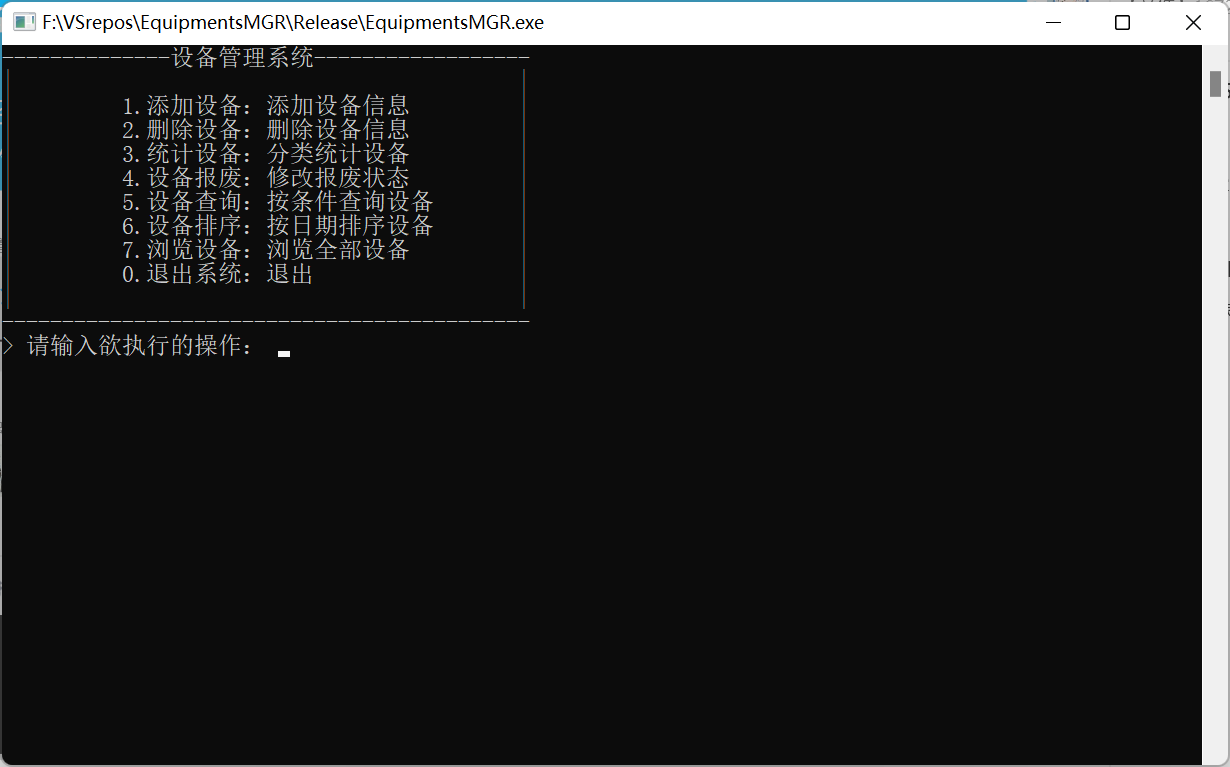 F:\VSrepos\EquipmentsMGR\Release\EquipmentsMGR.exe
--------------设备管理系统------------------
1.添加设备：添加设备信息
2.删除设备：删除设备信息
3.统计设备：分类统计设备
4.设备报废：修改报废状态
5.设备查询：按条件查询设备
6.设备排序：按日期排序设备
7.浏览设备：浏览全部设备
0.退出系统：退出
--------------------------------------------
> 请输入欲执行的操作：